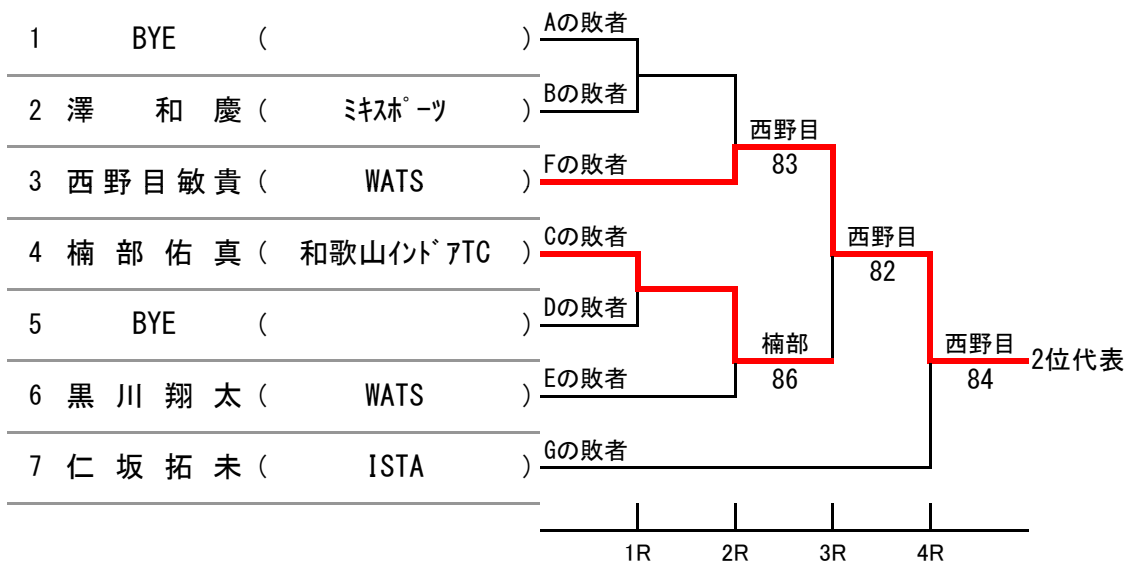 1 BYE ( ) Aの敗者
2 澤 和 慶 ( ﾐｷｽﾎﾟｰﾂ ) Bの敗者
西野目
83
3 西野目敏貴 ( WATS ) Fの敗者
4 楠 部 佑 真 ( 和歌山ｲﾝﾄﾞｱTC ) Cの敗者
西野目
82
5 BYE ( ) Dの敗者
楠部
86
西野目
84
2位代表
6 黒 川 翔 太 ( WATS ) Eの敗者
7 仁 坂 拓 未 ( ISTA ) Gの敗者
1R 2R 3R 4R